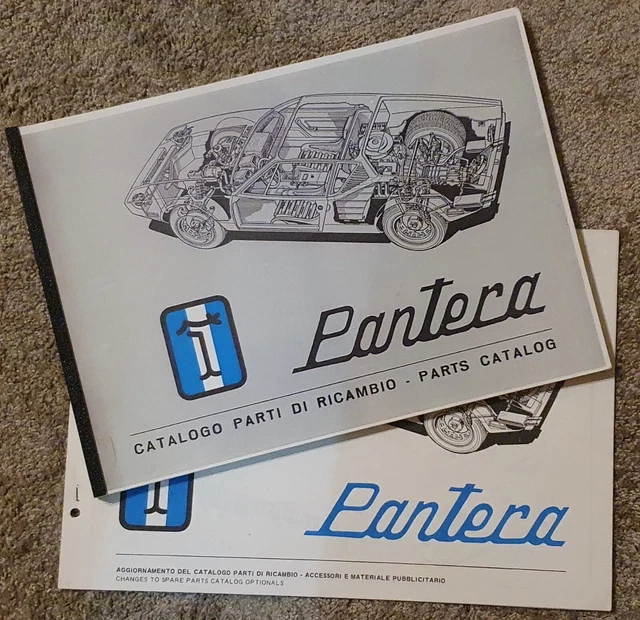 Pantera
CATALOGO PARTI DI RICAMBIO - PARTS CATALOG
Pantera
AGGIORNAMENTO DEL CATALOGO PARTI DI RICAMBIO - ACCESSORI E MATERIALE PUBBLICITARIO
CHANGES TO SPARE PARTS CATALOG OPTIONALS